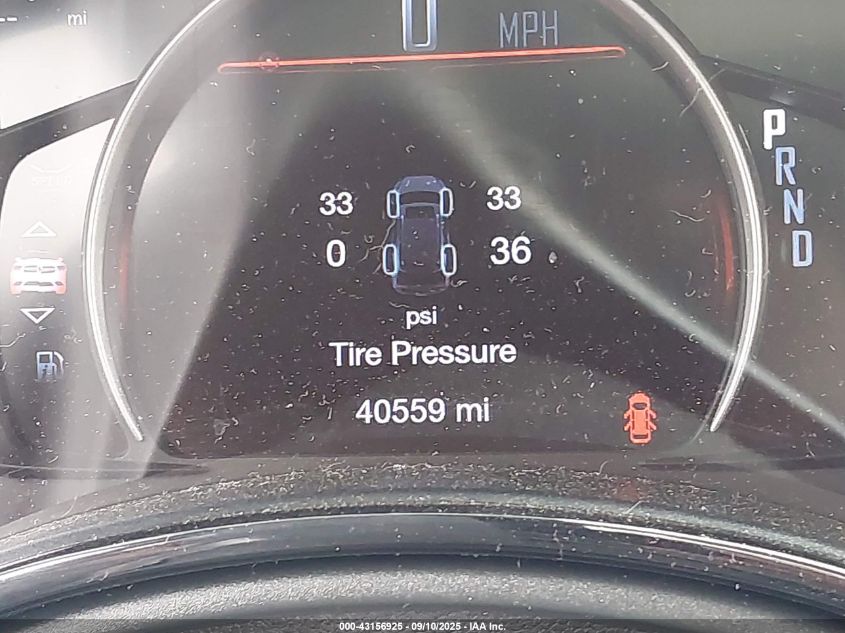 -- mi
0 MPH
P
R
N
D
33 33
0 36
psi
Tire Pressure
40559 mi
000-43156925 - 09/10/2025 - IAA Inc.